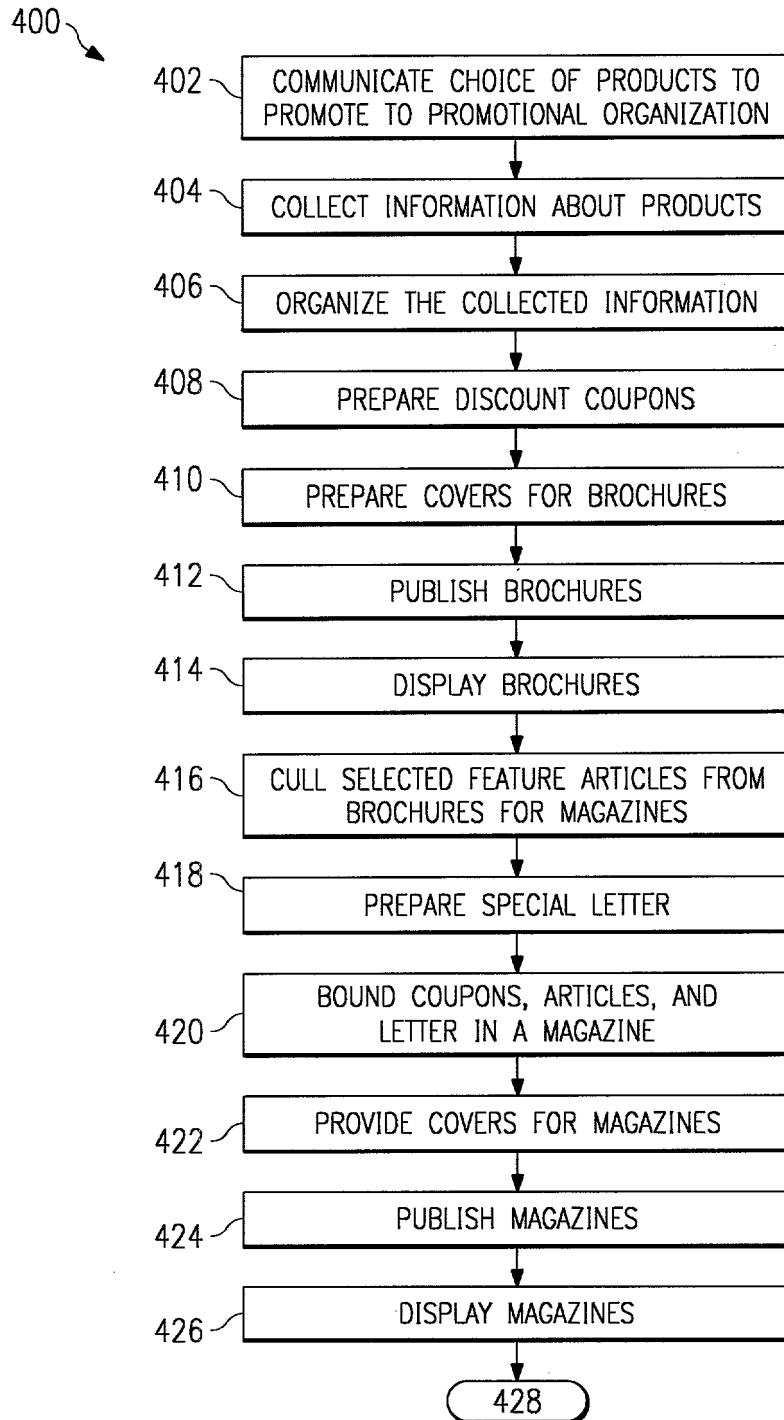 400
402
COMMUNICATE CHOICE OF PRODUCTS TO
PROMOTE TO PROMOTIONAL ORGANIZATION
404
COLLECT INFORMATION ABOUT PRODUCTS
406
ORGANIZE THE COLLECTED INFORMATION
408
PREPARE DISCOUNT COUPONS
410
PREPARE COVERS FOR BROCHURES
412
PUBLISH BROCHURES
414
DISPLAY BROCHURES
416
CULL SELECTED FEATURE ARTICLES FROM
BROCHURES FOR MAGAZINES
418
PREPARE SPECIAL LETTER
420
BOUND COUPONS, ARTICLES, AND
LETTER IN A MAGAZINE
422
PROVIDE COVERS FOR MAGAZINES
424
PUBLISH MAGAZINES
426
DISPLAY MAGAZINES
428